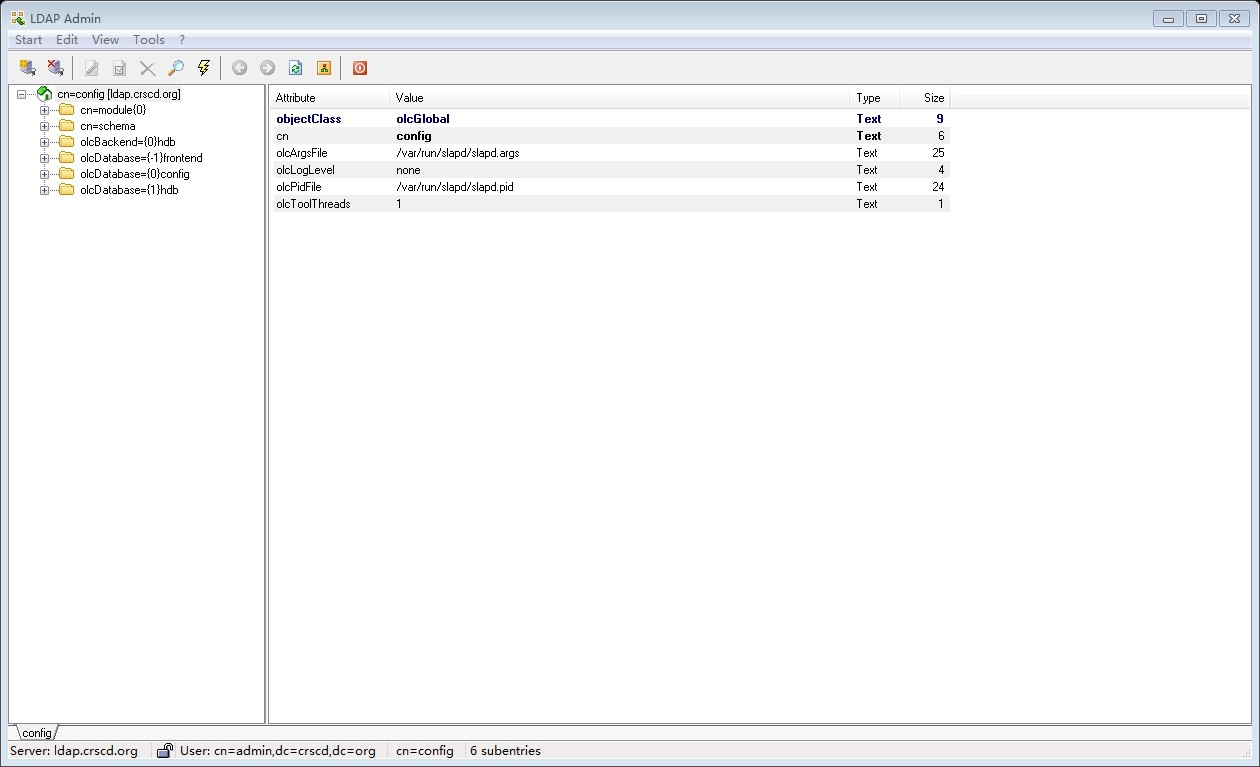 LDAP Admin
Start Edit View Tools ?
cn=config [ldap.crscd.org]
cn=module{0}
cn=schema
olcBackend={0}hdb
olcDatabase={-1}frontend
olcDatabase={0}config
olcDatabase={1}hdb
Attribute Value Type Size
objectClass olcGlobal Text 9
cn config Text 6
olcArgsFile /var/run/slapd/slapd.args Text 25
olcLogLevel none Text 4
olcPidFile /var/run/slapd/slapd.pid Text 24
olcToolThreads 1 Text 1
config
Server: ldap.crscd.org User: cn=admin,dc=crscd,dc=org cn=config 6 subentries